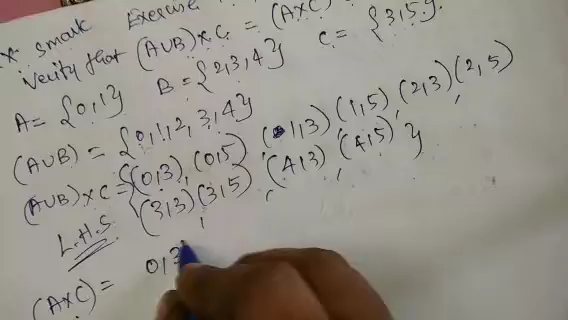 smart Exercise
Verify that (A∪B)×C = (A×C)
A = {0,1} B = {2,3,4} C = {3,5}
(A∪B) = {0,1,2,3,4}
(A∪B)×C = {(0,3),(0,5) (1,3)(1,5),(2,3)(2,5)
(3,3)(3,5) (4,3)(4,5)}
L.H.S
(A×C) = 0,3